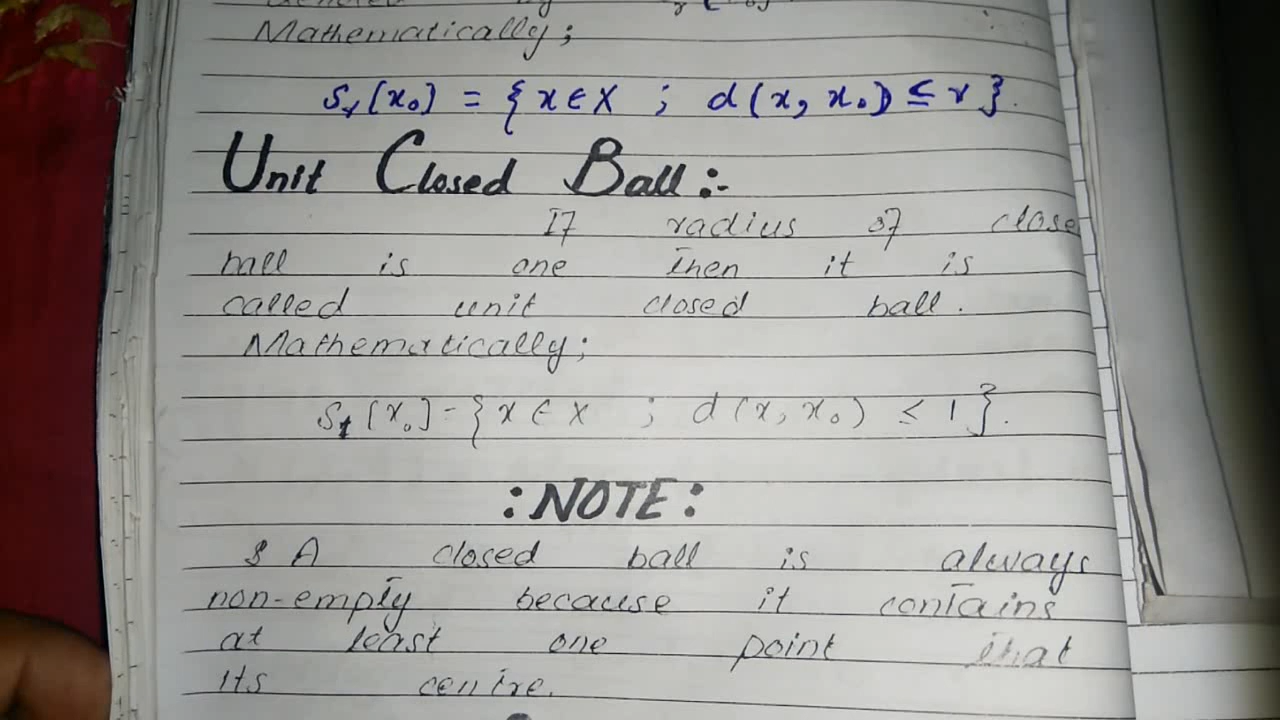 Mathematically;
Sr[x₀] = {x ∈ X ; d(x, x₀) ≤ r}.
Unit Closed Ball:-
If radius of close
ball is one then it is
called unit closed ball.
Mathematically;
S₁[x₀] = {x ∈ X ; d(x, x₀) ≤ 1}.
:NOTE:
A closed ball is always
non-empty because it contains
at least one point that
its centre.